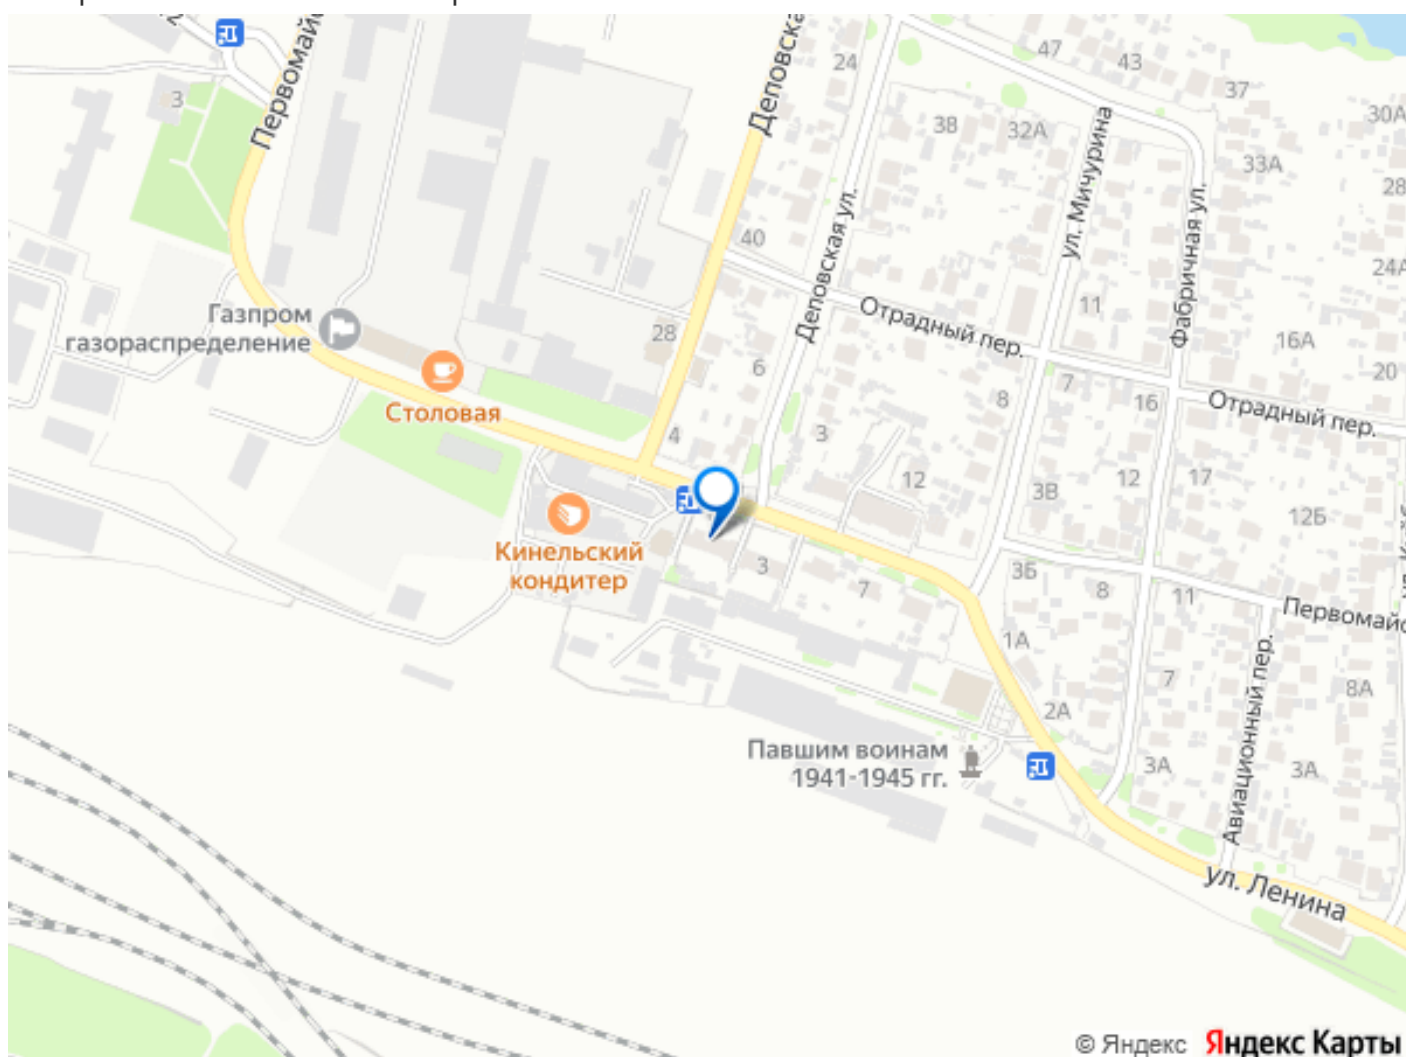 Первомайс
Деповска
24
47
43
37
30А
3
38
32А
33А
28
ул. Мичурина
Фабричная ул.
Деповская ул.
40
24А
Газпром
газораспределение
28
11
Отрадный пер.
16А
6
7
20
Столовая
8
16
Отрадный пер.
4
3
12
3В
12
17
12Б
Кинельский
кондитер
3
7
3Б
8
11
Первомайс
1А
7
8А
2А
Авиационный пер.
Павшим воинам
1941-1945 гг.
3А
3А
ул. Ленина
© Яндекс Яндекс Карты